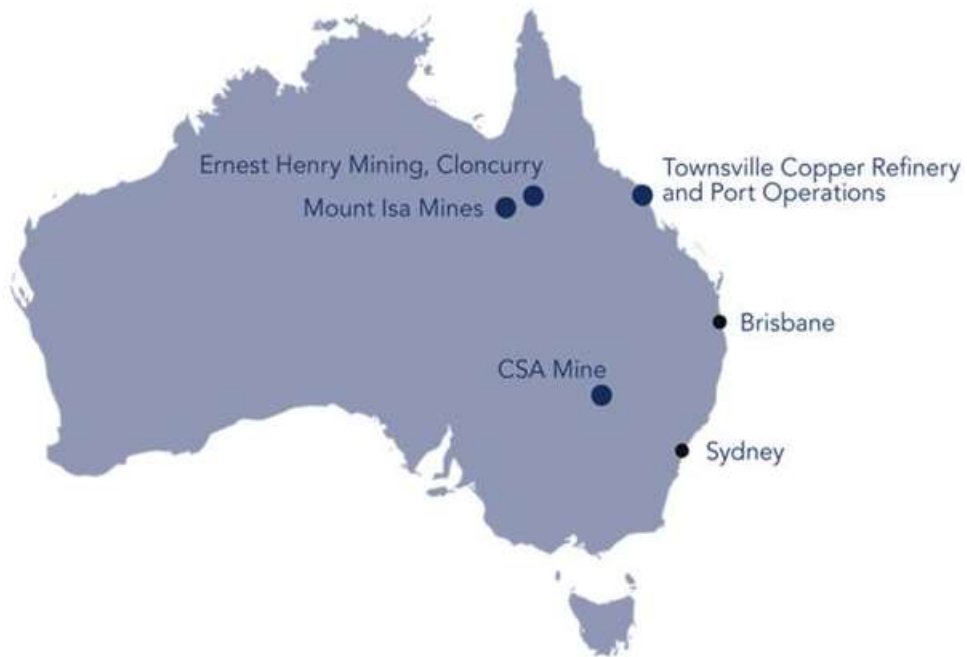 Ernest Henry Mining, Cloncurry
Mount Isa Mines
Townsville Copper Refinery
and Port Operations
Brisbane
CSA Mine
Sydney